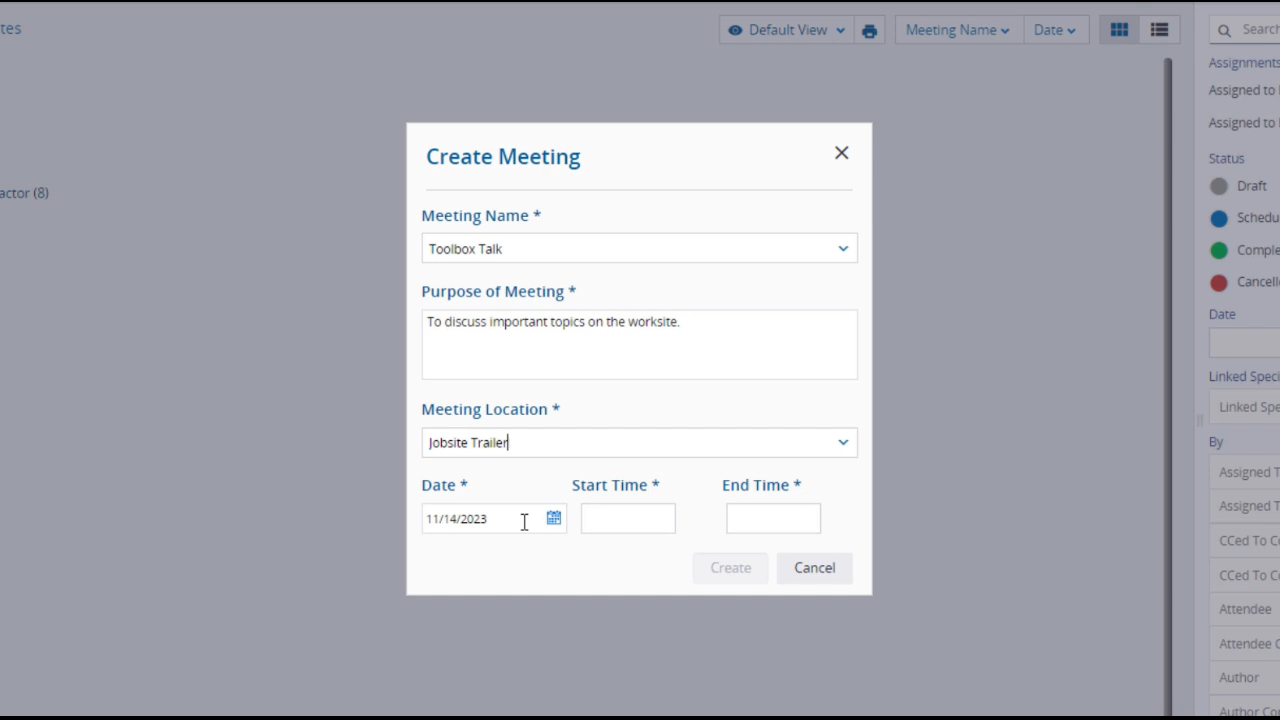 tes
Default View
Meeting Name
Date
Search
Assignments
Assigned to
Assigned to
actor (8)
Status
Draft
Schedu
Comple
Cancelle
Date
Linked Speci
Linked Spe
By
Assigned T
Assigned T
CCed To C
CCed To C
Attendee
Attendee C
Author
Author Co
Create Meeting
Meeting Name *
Toolbox Talk
Purpose of Meeting *
To discuss important topics on the worksite.
Meeting Location *
Jobsite Trailer
Date * Start Time * End Time *
11/14/2023
Create Cancel